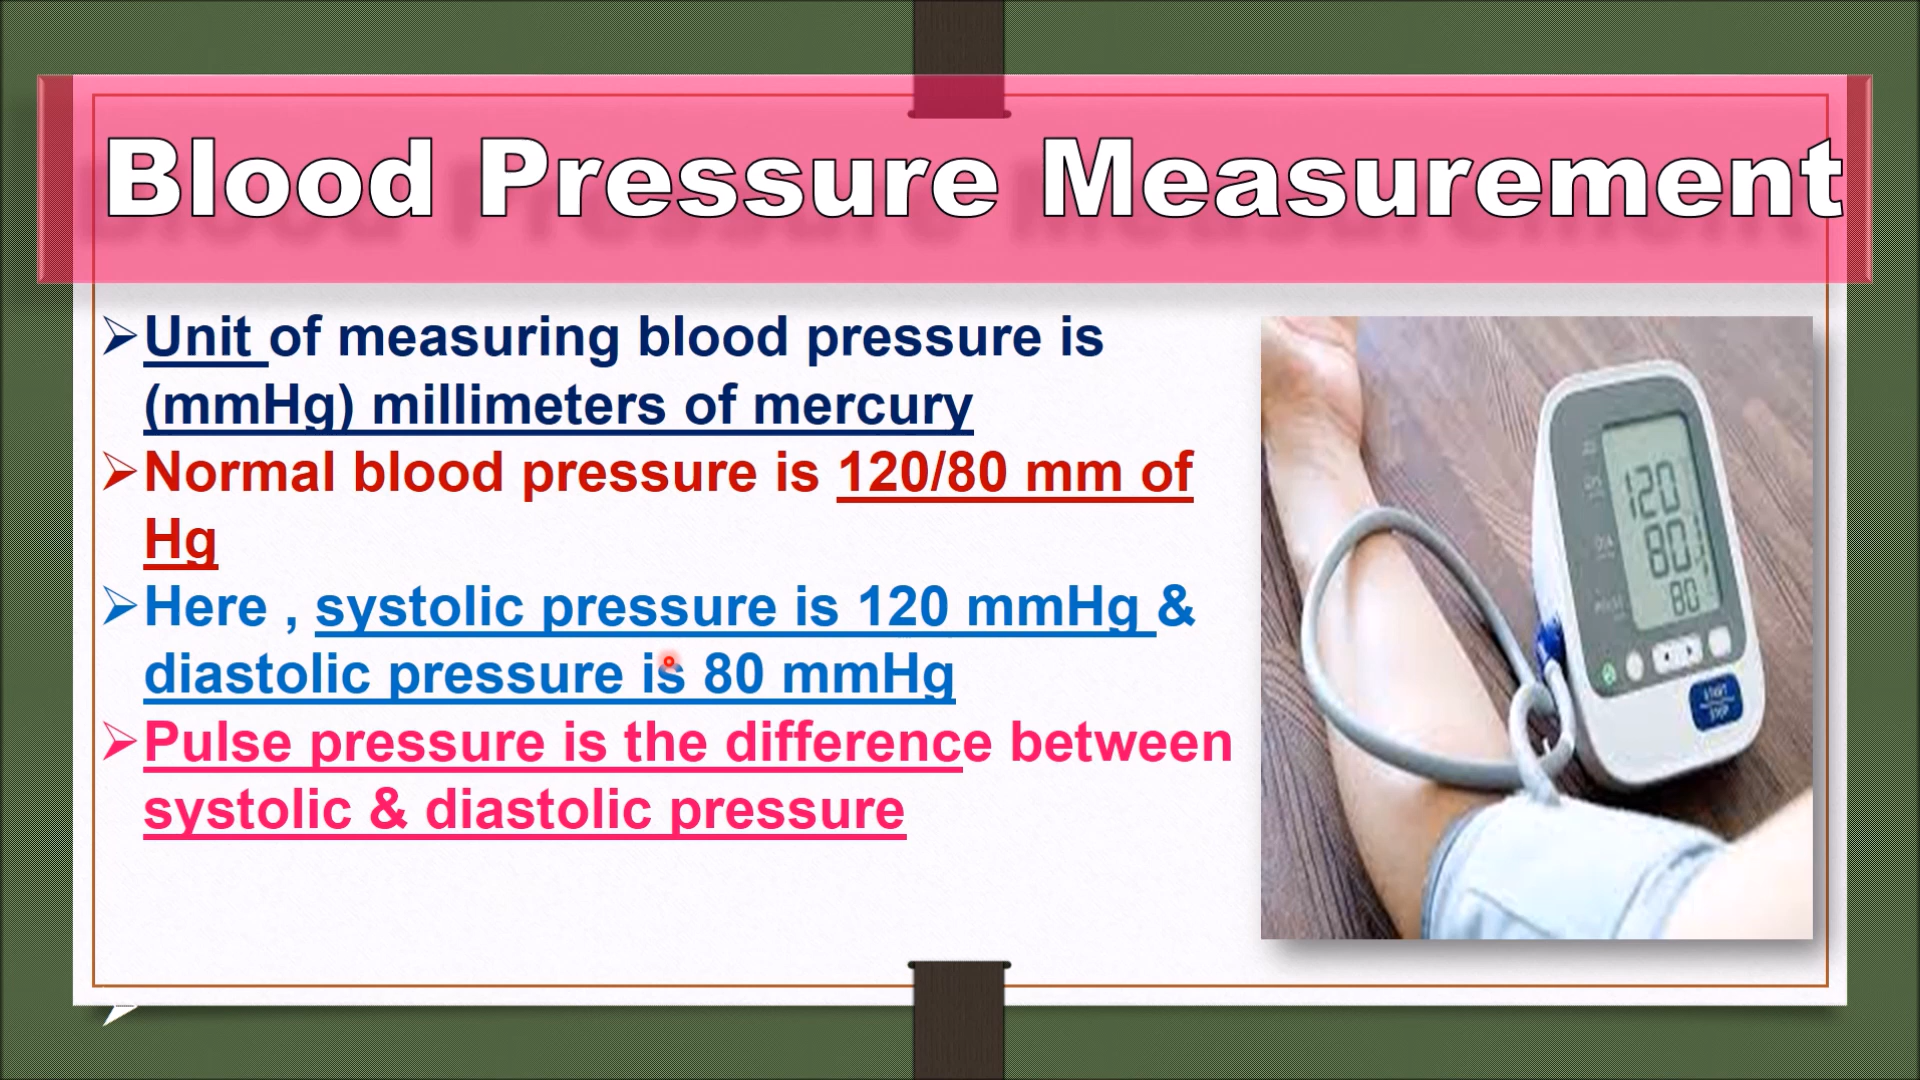 Blood Pressure Measurement
➢Unit of measuring blood pressure is
(mmHg) millimeters of mercury
➢Normal blood pressure is 120/80 mm of
Hg
➢Here , systolic pressure is 120 mmHg &
diastolic pressure is 80 mmHg
➢Pulse pressure is the difference between
systolic & diastolic pressure
120
80
80
START
STOP